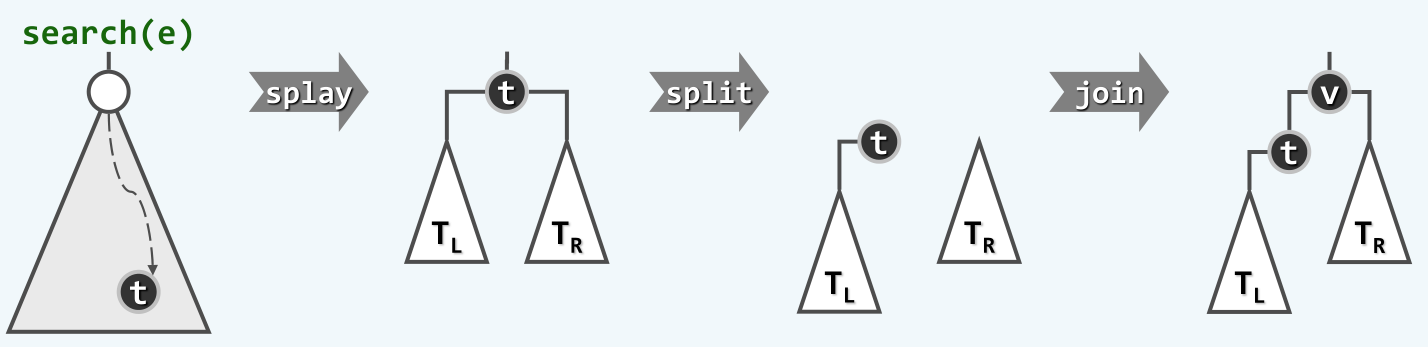 search(e)
t
splay
t
T_L T_R
split
t
T_L
T_R
join
v
t
T_L
T_R